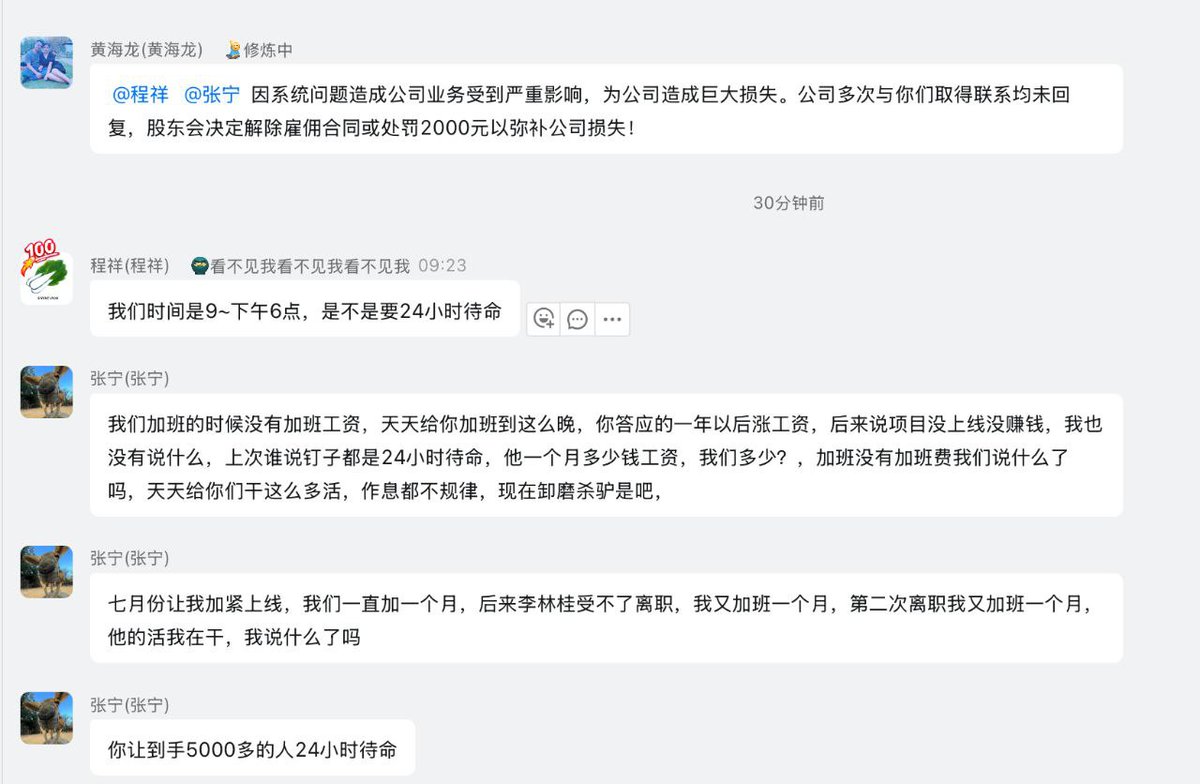 黄海龙(黄海龙) 修炼中
@程祥 @张宁 因系统问题造成公司业务受到严重影响，为公司造成巨大损失。公司多次与你们取得联系均未回
复，股东会决定解除雇佣合同或处罚2000元以弥补公司损失！
30分钟前
100
程祥(程祥) 看不见我看不见我看不见我 09:23
我们时间是9~下午6点，是不是要24小时待命
张宁(张宁)
我们加班的时候没有加班工资，天天给你加班到这么晚，你答应的一年以后涨工资，后来说项目没上线没赚钱，我也
没有说什么，上次谁说钉子都是24小时待命，他一个月多少钱工资，我们多少？，加班没有加班费我们说什么了
吗，天天给你们干这么多活，作息都不规律，现在卸磨杀驴是吧，
张宁(张宁)
七月份让我加紧上线，我们一直加一个月，后来李林桂受不了离职，我又加班一个月，第二次离职我又加班一个月，
他的活我在干，我说什么了吗
张宁(张宁)
你让到手5000多的人24小时待命